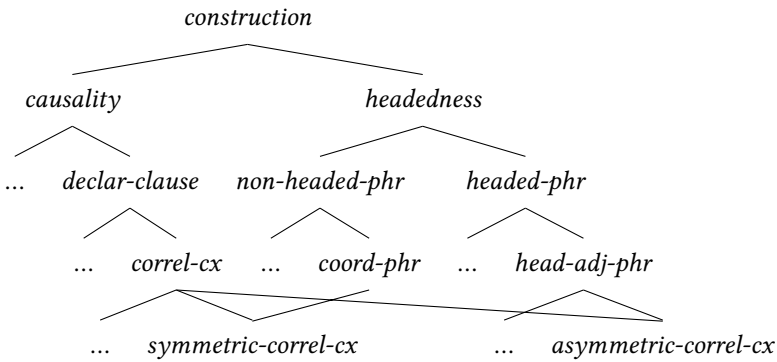 construction
causality headedness
... declar-clause non-headed-phr headed-phr
... correl-cx ... coord-phr ... head-adj-phr
... symmetric-correl-cx ... asymmetric-correl-cx